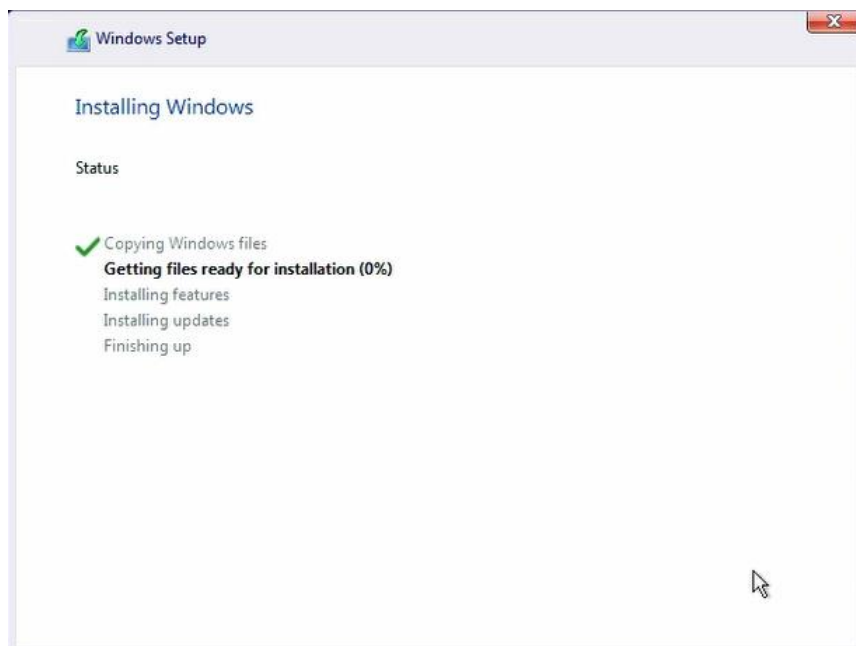 Windows Setup
Installing Windows
Status
Copying Windows files
Getting files ready for installation (0%)
Installing features
Installing updates
Finishing up